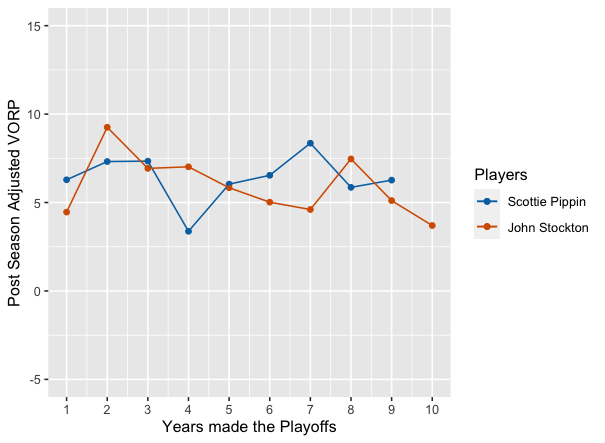 Post Season Adjusted VORP
15
10
5
0
-5
1 2 3 4 5 6 7 8 9 10
Years made the Playoffs
Players
Scottie Pippin
John Stockton